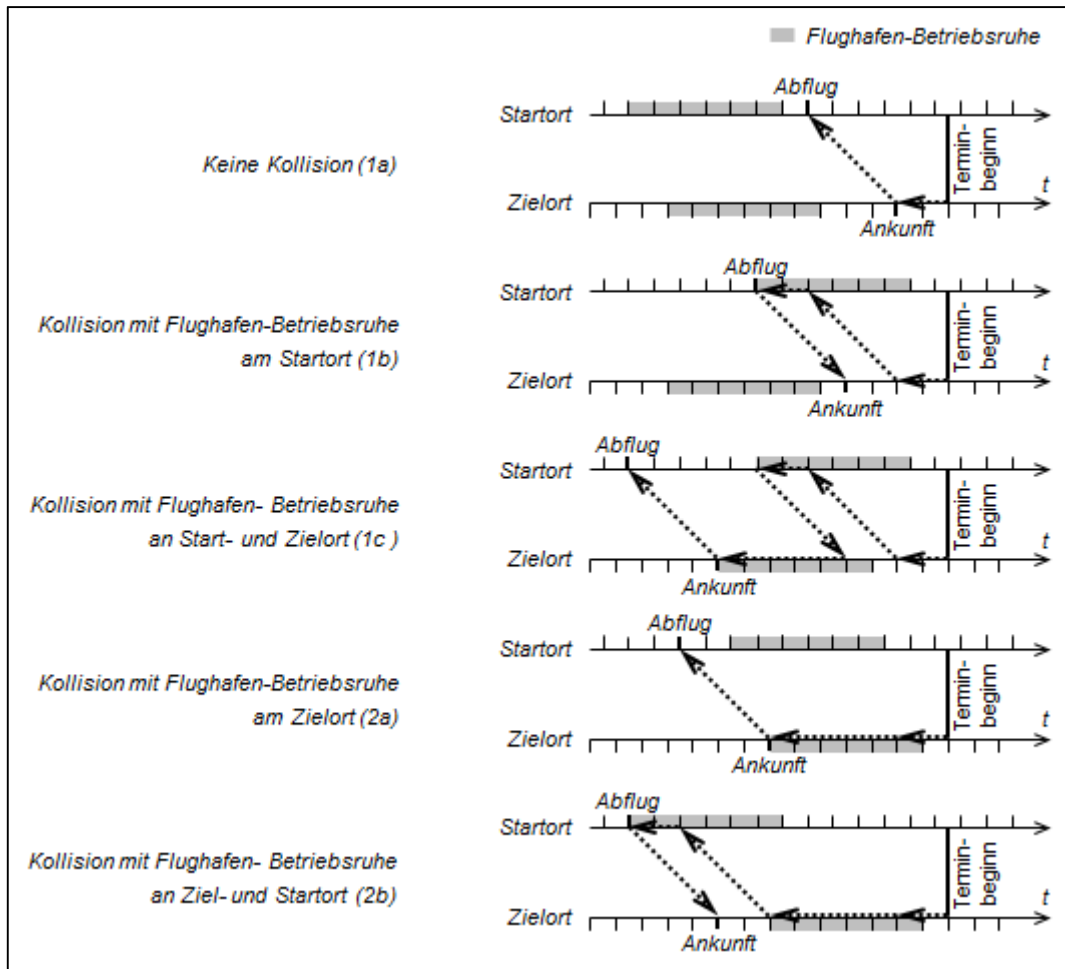 Flughafen-Betriebsruhe
Abflug
Startort
Keine Kollision (1a)
Termin-
beginn
t
Zielort
Ankunft
Abflug
Startort
Kollision mit Flughafen-Betriebsruhe
am Startort (1b)
Termin-
beginn
t
Zielort
Ankunft
Abflug
Startort
Kollision mit Flughafen- Betriebsruhe
an Start- und Zielort (1c )
Termin-
beginn
t
Zielort
Ankunft
Abflug
Startort
Kollision mit Flughafen-Betriebsruhe
am Zielort (2a)
Termin-
beginn
t
Zielort
Ankunft
Abflug
Startort
Kollision mit Flughafen- Betriebsruhe
an Ziel- und Startort (2b)
Termin-
beginn
t
Zielort
Ankunft